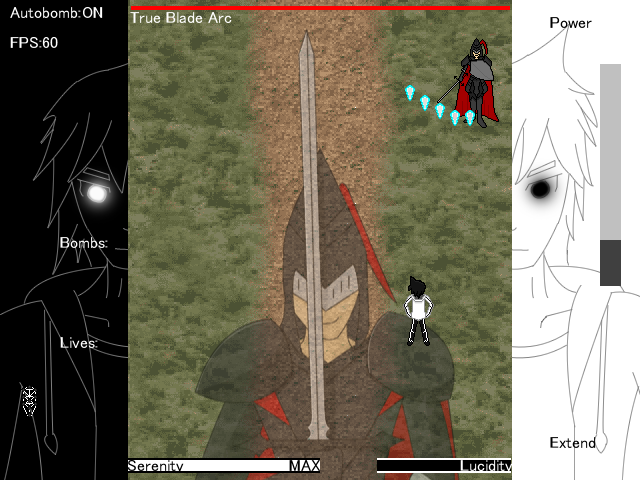 Autobomb:ON
FPS:60
True Blade Arc
Power
Bombs:
Lives:
Extend
Serenity
MAX
Lucidity